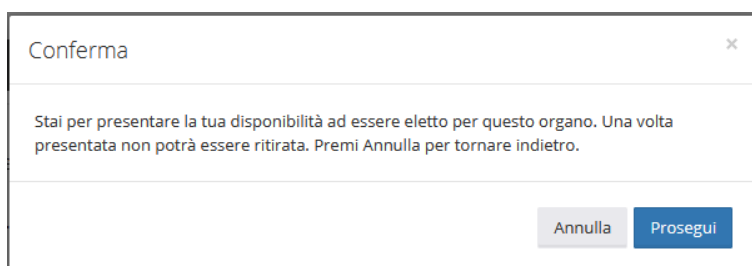 Conferma
×
Stai per presentare la tua disponibilità ad essere eletto per questo organo. Una volta
presentata non potrà essere ritirata. Premi Annulla per tornare indietro.
Annulla Prosegui